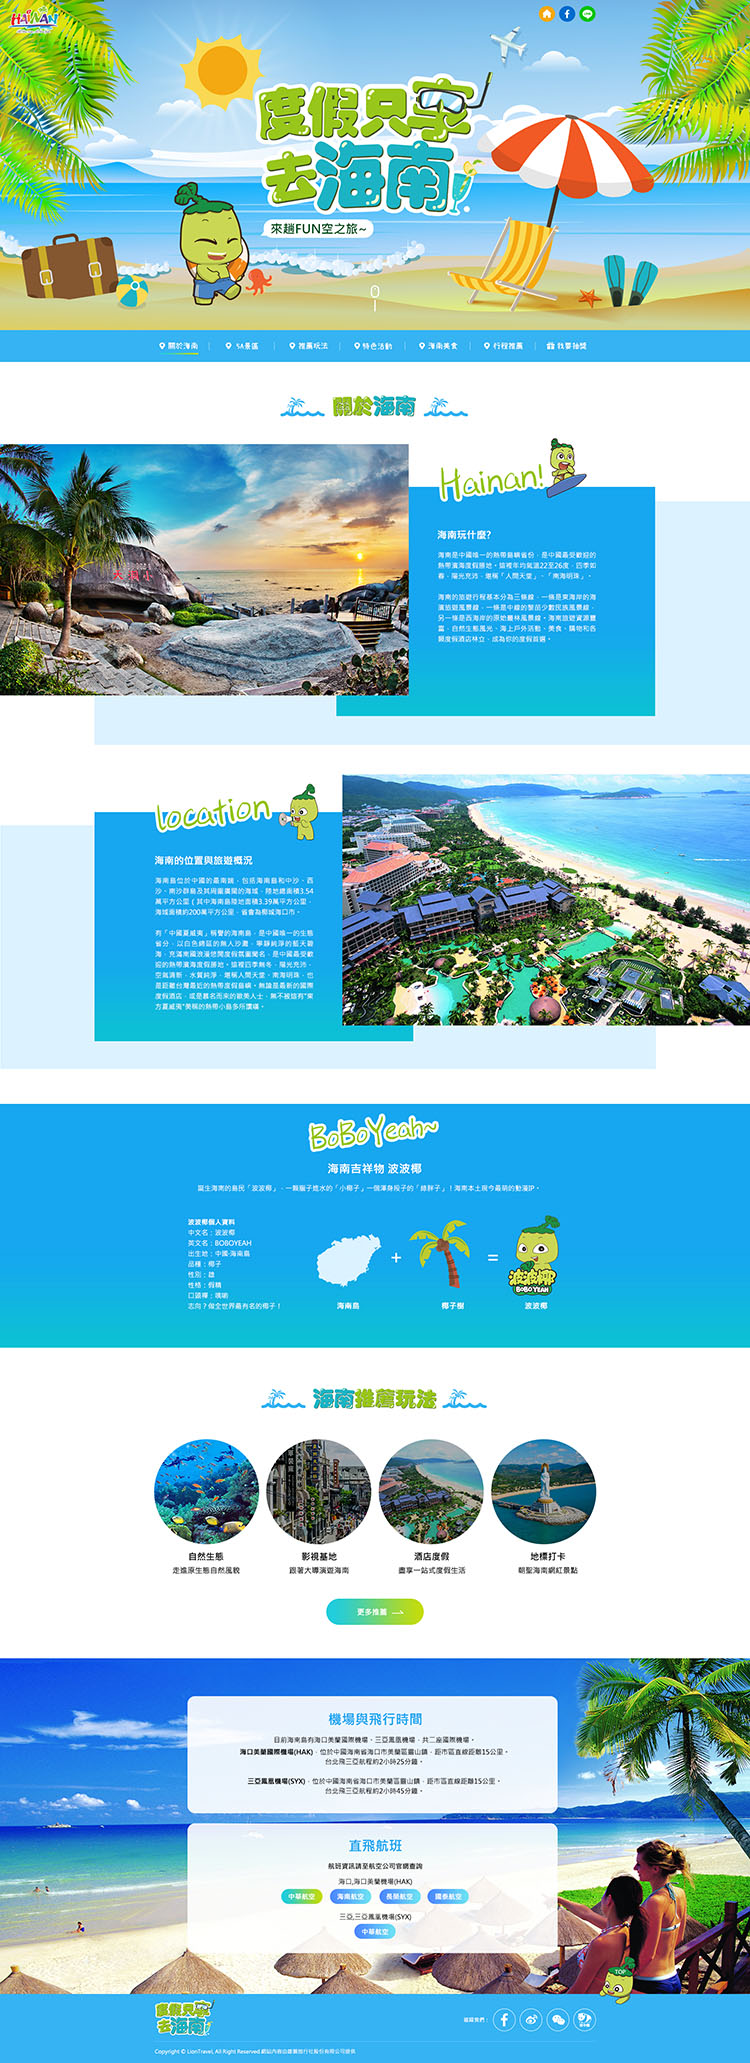 HAINAN
度假只享
去海南
來趟FUN空之旅~
關於海南
5A景區
推薦玩法
特色活動
海南美食
行程推薦
我要抽獎
關於海南
Hainan!
海南玩什麼?
海南是中國唯一的熱帶島嶼省份，是中國最受歡迎的
熱帶濱海度假勝地。這裡年均氣溫22至26度，四季如
春，陽光充沛，堪稱「人間天堂」、「南海明珠」。
海南的旅遊行程基本分為三條線，一條是東海岸的海
濱旅遊風景線，一條是中線的黎苗少數民族風景線，
另一條是西海岸的原始叢林風景線。海南旅遊資源豐
富，自然生態風光、海上戶外活動、美食、購物和各
類度假酒店林立，成為你的度假首選。
location
海南的位置與旅遊概況
海南島位於中國的最南端，包括海南島和中沙、西
沙、南沙群島及其周圍廣闊的海域，陸地總面積3.54
萬平方公里 ( 其中海南島陸地面積3.39萬平方公里，
海域面積約200萬平方公里，省會為椰城海口市。
有「中國夏威夷」稱譽的海南島，是中國唯一的生態
省分，以白色綿延的無人沙灘，寧靜純淨的藍天碧
海，充滿南國浪漫悠閒度假氛圍聞名，是中國最受歡
迎的熱帶濱海度假勝地。這裡四季無冬，陽光充沛，
空氣清新，水質純淨，堪稱人間天堂、南海明珠，也
是距離台灣最近的熱帶度假島嶼。無論是最新的國際
度假酒店，或是慕名而來的歐美人士，無不被這有"東
方夏威夷"美稱的熱帶小島多所讚嘆。
BoBoYeah~
海南吉祥物 波波椰
誕生海南的島民「波波椰」，一顆腦子進水的「小椰子」一個渾身段子的「綠胖子」！海南本土現今最萌的動漫IP。
波波椰個人資料
中文名：波波椰
英文名：BOBOYEAH
出生地：中國·海南島
品種：椰子
性別：雄
性格：假精
口頭禪：噢喲
志向？做全世界最有名的椰子！
+
=
波波椰
BOBO YEAH
海南島
椰子樹
波波椰
海南推薦玩法
自然生態
走進原生態自然風貌
影視基地
跟著大導演遊海南
酒店度假
盡享一站式度假生活
地標打卡
朝聖海南網紅景點
更多推薦
機場與飛行時間
目前海南島有海口美蘭國際機場、三亞鳳凰機場，共二座國際機場。
海口美蘭國際機場(HAK)，位於中國海南省海口市美蘭區靈山鎮，距市區直線距離15公里。
台北飛三亞航程約2小時25分鐘。
三亞鳳凰機場(SYX)，位於中國海南省海口市美蘭區靈山鎮，距市區直線距離15公里。
台北飛三亞航程約2小時45分鐘。
直飛航班
航班資訊請至航空公司官網查詢
海口,海口美蘭機場(HAK)
中華航空
海南航空
長榮航空
國泰航空
三亞,三亞鳳凰機場(SYX)
中華航空
TOP
度假只享
去海南
追蹤我們：
Copyright © LionTravel, All Right Reserved.網站內容由雄獅旅行社股份有限公司提供